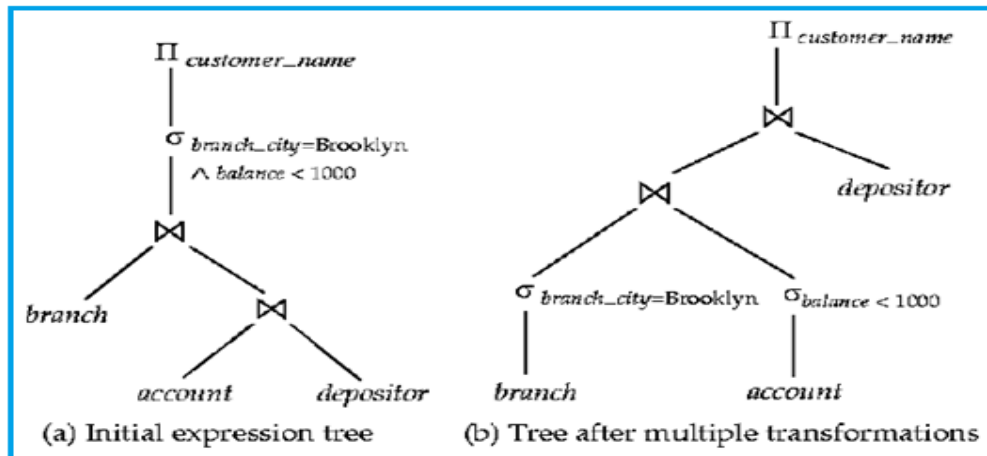 Π customer_name
σ branch_city=Brooklyn
∧ balance < 1000
⋈
branch
⋈
account depositor
(a) Initial expression tree
Π customer_name
⋈
depositor
⋈
σ branch_city=Brooklyn σ balance < 1000
branch account
(b) Tree after multiple transformations